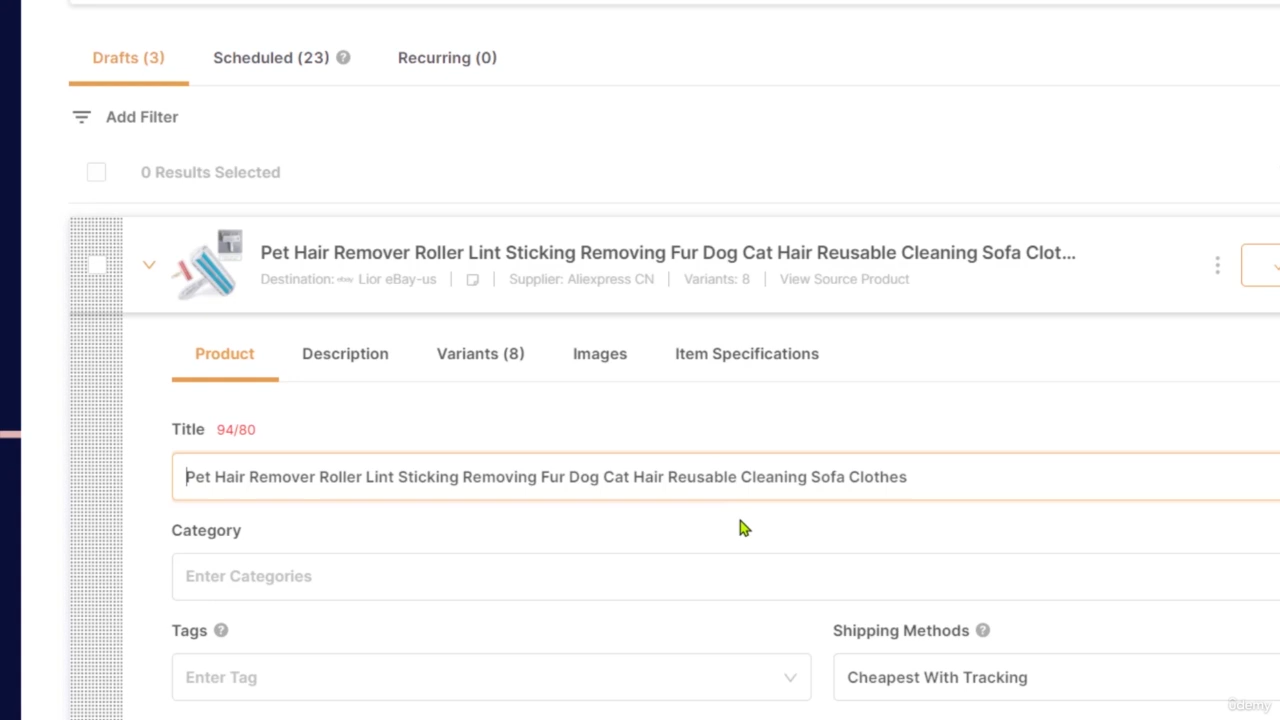 Drafts (3) Scheduled (23) ? Recurring (0)
Add Filter
0 Results Selected
Pet Hair Remover Roller Lint Sticking Removing Fur Dog Cat Hair Reusable Cleaning Sofa Clot...
Destination: ebay Lior eBay-us | | Supplier: Aliexpress CN | Variants: 8 | View Source Product
Product Description Variants (8) Images Item Specifications
Title 94/80
Pet Hair Remover Roller Lint Sticking Removing Fur Dog Cat Hair Reusable Cleaning Sofa Clothes
Category
Enter Categories
Tags ? Shipping Methods ?
Enter Tag Cheapest With Tracking
ûdemy